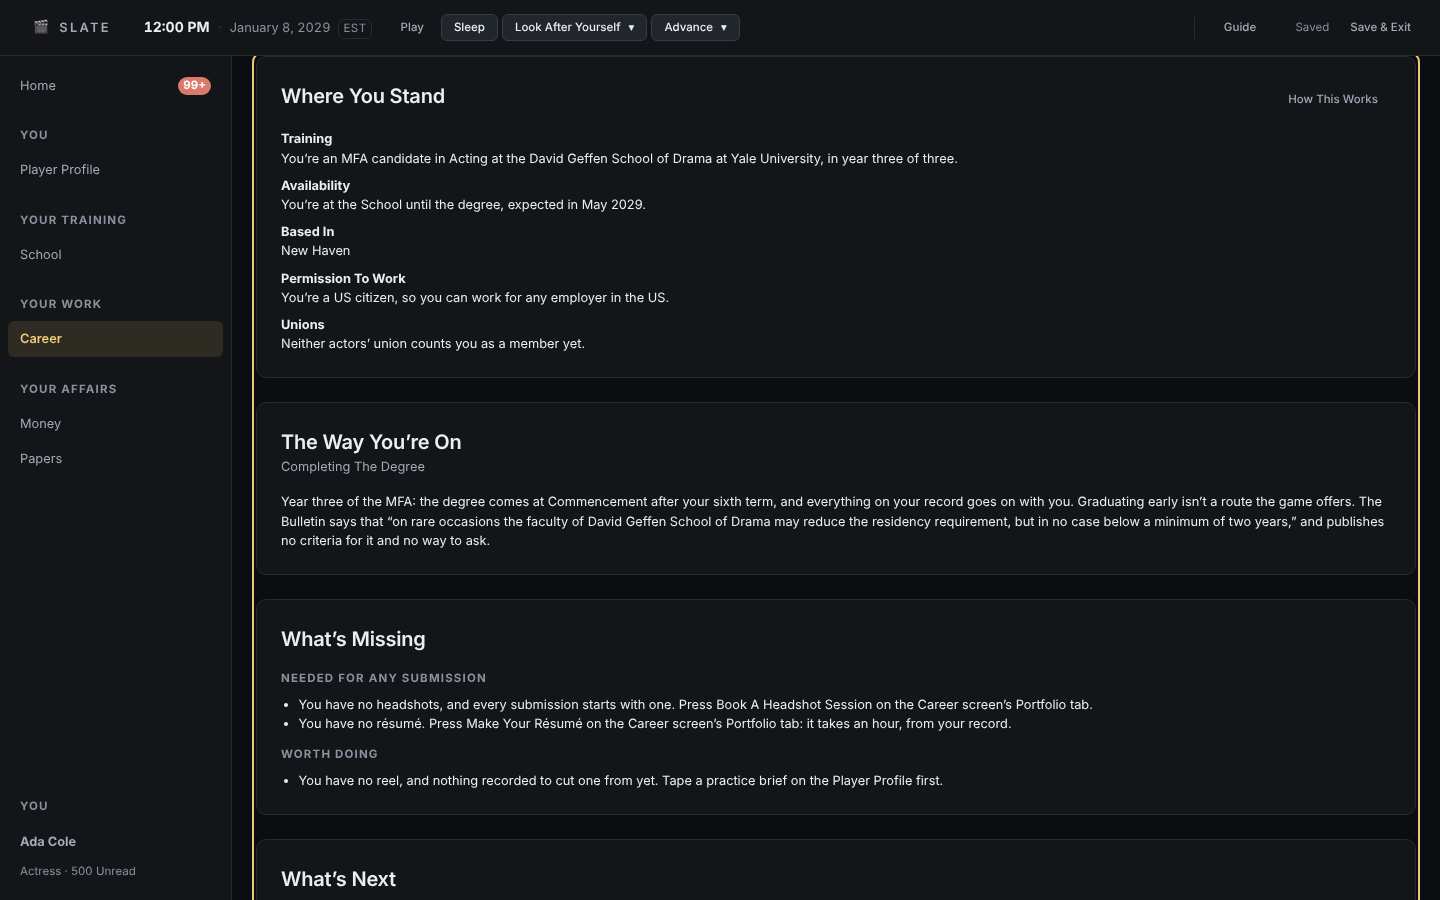 SLATE
12:00 PM · January 8, 2029 EST
Play
Sleep
Look After Yourself ▾
Advance ▾
Guide
Saved
Save & Exit
Home
99+
YOU
Player Profile
YOUR TRAINING
School
YOUR WORK
Career
YOUR AFFAIRS
Money
Papers
YOU
Ada Cole
Actress · 500 Unread
Where You Stand
How This Works
Training
You’re an MFA candidate in Acting at the David Geffen School of Drama at Yale University, in year three of three.
Availability
You’re at the School until the degree, expected in May 2029.
Based In
New Haven
Permission To Work
You’re a US citizen, so you can work for any employer in the US.
Unions
Neither actors’ union counts you as a member yet.
The Way You’re On
Completing The Degree
Year three of the MFA: the degree comes at Commencement after your sixth term, and everything on your record goes on with you. Graduating early isn’t a route the game offers. The
Bulletin says that “on rare occasions the faculty of David Geffen School of Drama may reduce the residency requirement, but in no case below a minimum of two years,” and publishes
no criteria for it and no way to ask.
What’s Missing
NEEDED FOR ANY SUBMISSION
• You have no headshots, and every submission starts with one. Press Book A Headshot Session on the Career screen’s Portfolio tab.
• You have no résumé. Press Make Your Résumé on the Career screen’s Portfolio tab: it takes an hour, from your record.
WORTH DOING
• You have no reel, and nothing recorded to cut one from yet. Tape a practice brief on the Player Profile first.
What’s Next